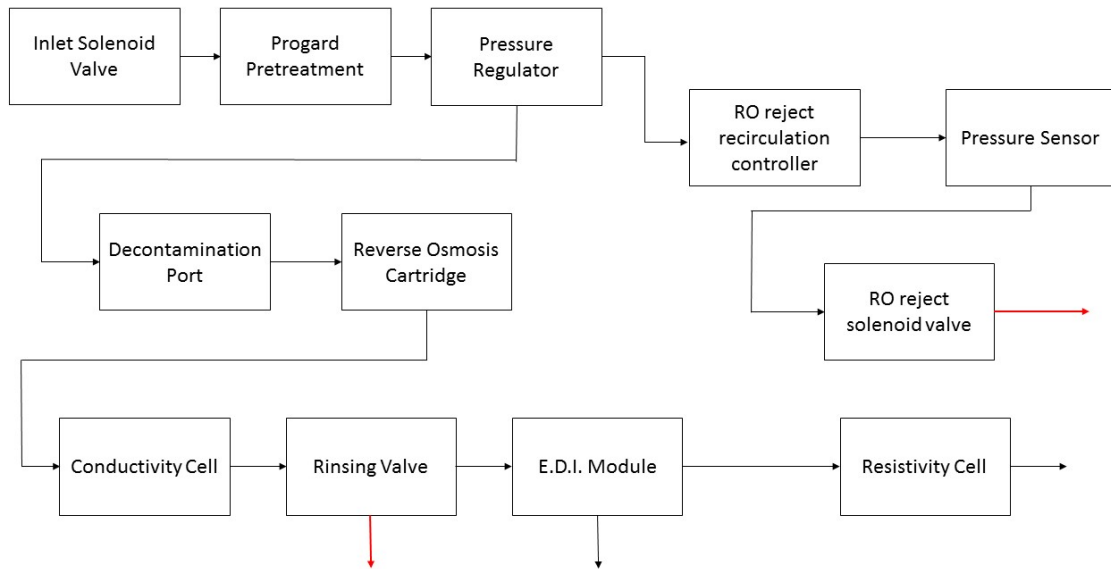 Inlet Solenoid
Valve
Progard
Pretreatment
Pressure
Regulator
RO reject
recirculation
controller
Pressure Sensor
Decontamination
Port
Reverse Osmosis
Cartridge
RO reject
solenoid valve
Conductivity Cell
Rinsing Valve
E.D.I. Module
Resistivity Cell